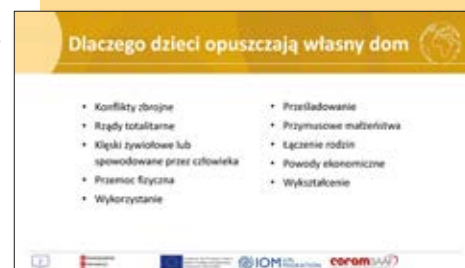 Dlaczego dzieci opuszczają własny dom
• Konflikty zbrojne
• Rządy totalitarne
• Klęski żywiołowe lub
spowodowane przez człowieka
• Przemoc fizyczna
• Wykorzystanie
• Prześladowanie
• Przymusowe małżeństwa
• Łączenie rodzin
• Powody ekonomiczne
• Wykształcenie
IOM
coram